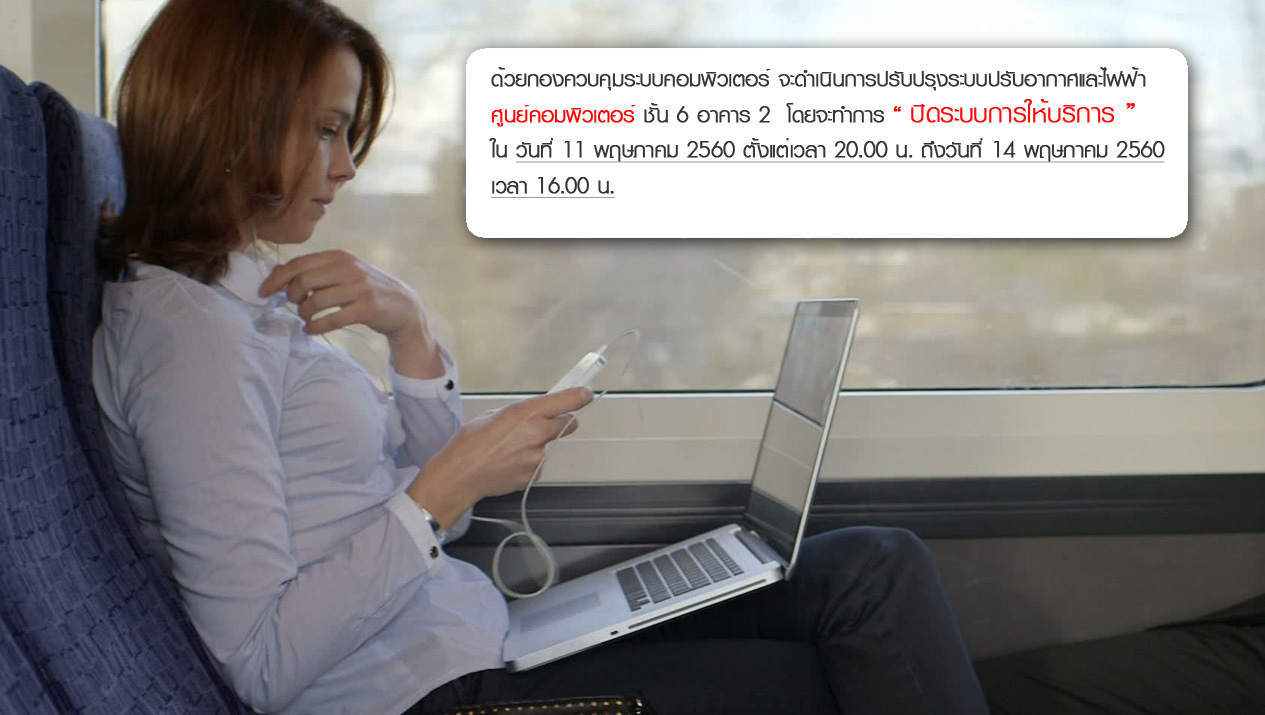 ด้วยกองควบคุมระบบคอมพิวเตอร์ จะดำเนินการปรับปรุงระบบปรับอากาศและไฟฟ้า
ศูนย์คอมพิวเตอร์ ชั้น 6 อาคาร 2 โดยจะทำการ “ ปิดระบบการให้บริการ ”
ใน วันที่ 11 พฤษภาคม 2560 ตั้งแต่เวลา 20.00 น. ถึงวันที่ 14 พฤษภาคม 2560
เวลา 16.00 น.